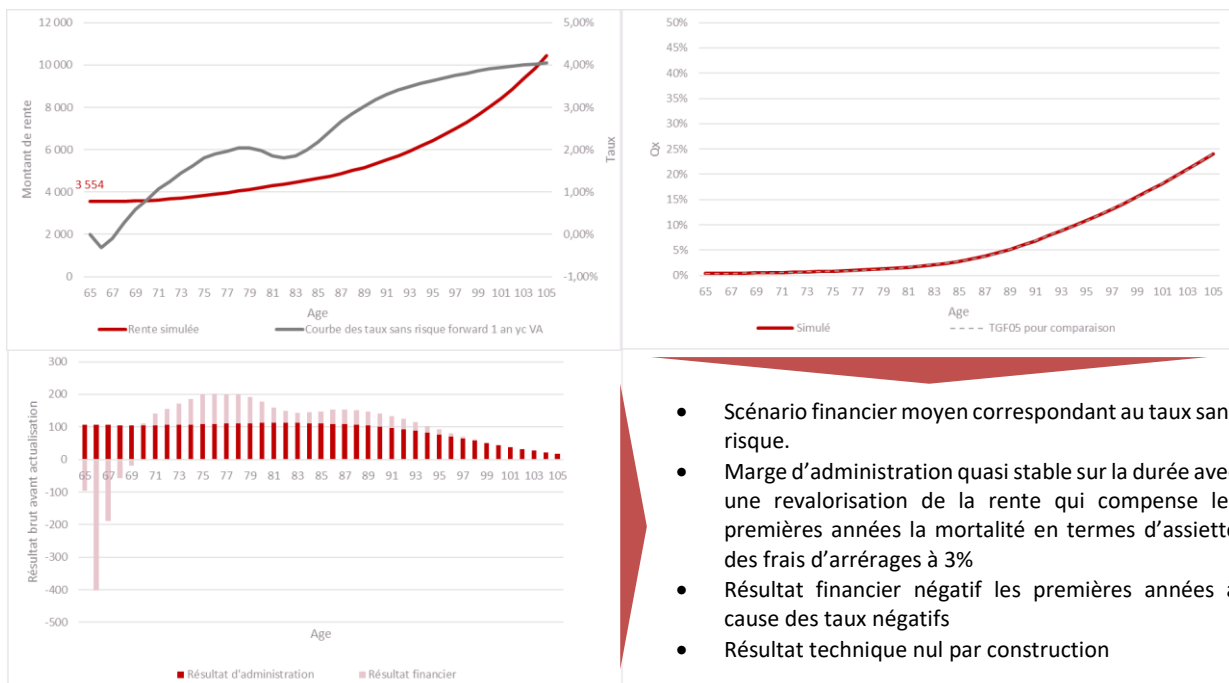 12 000
10 000
8 000
6 000
4 000
2 000
0
Montant de rente
3 554
5,00%
4,00%
3,00%
2,00%
1,00%
0,00%
-1,00%
Taux
65 67 69 71 73 75 77 79 81 83 85 87 89 91 93 95 97 99 101 103 105
Age
Rente simulée
Courbe des taux sans risque forward 1 an yc VA
50%
45%
40%
35%
30%
25%
20%
15%
10%
5%
0%
Qx
65 67 69 71 73 75 77 79 81 83 85 87 89 91 93 95 97 99 101 103 105
Age
Simulé
TGF05 pour comparaison
300
200
100
0
-100
-200
-300
-400
-500
Résultat brut avant actualisation
65 67 69 71 73 75 77 79 81 83 85 87 89 91 93 95 97 99 101 103 105
Age
Résultat d'administration
Résultat financier
• Scénario financier moyen correspondant au taux san
risque.
• Marge d’administration quasi stable sur la durée ave
une revalorisation de la rente qui compense le
premières années la mortalité en termes d’assiett
des frais d’arrérages à 3%
• Résultat financier négatif les premières années
cause des taux négatifs
• Résultat technique nul par construction